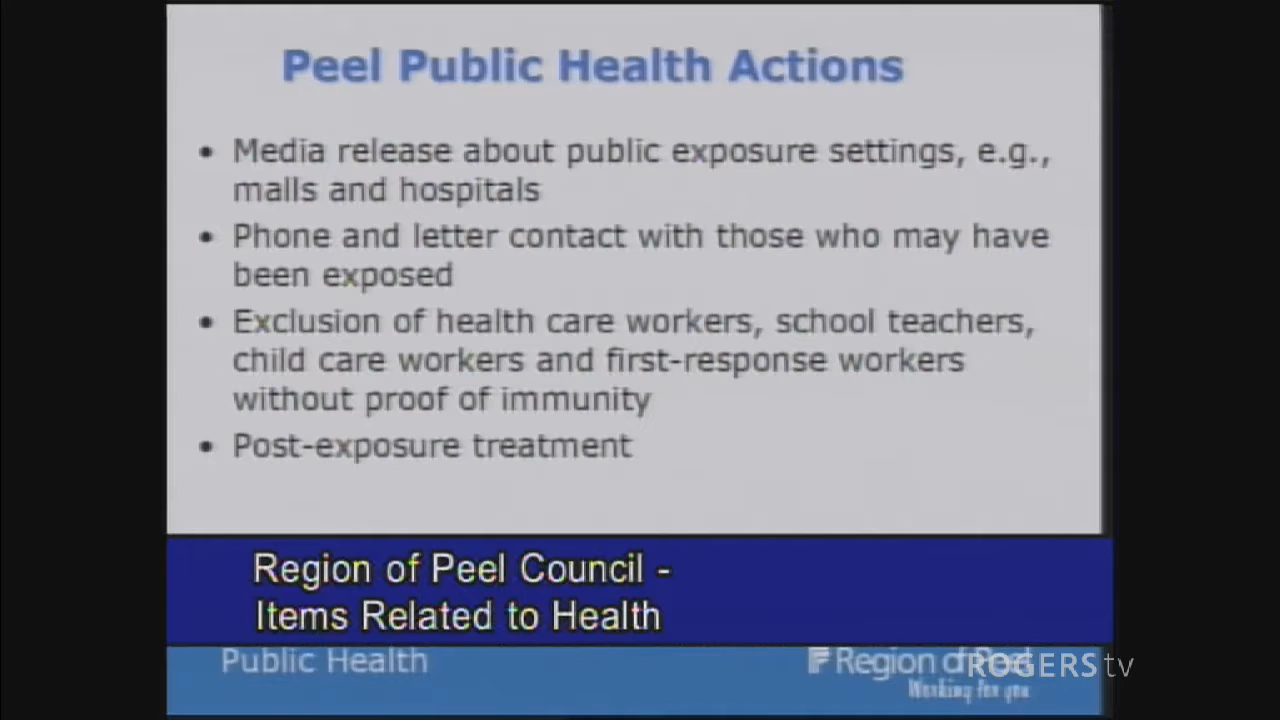 Peel Public Health Actions
• Media release about public exposure settings, e.g.,
malls and hospitals
• Phone and letter contact with those who may have
been exposed
• Exclusion of health care workers, school teachers,
child care workers and first-response workers
without proof of immunity
• Post-exposure treatment
Region of Peel Council -
Items Related to Health
Public Health
Region of Peel
ROGERS tv
Working for you